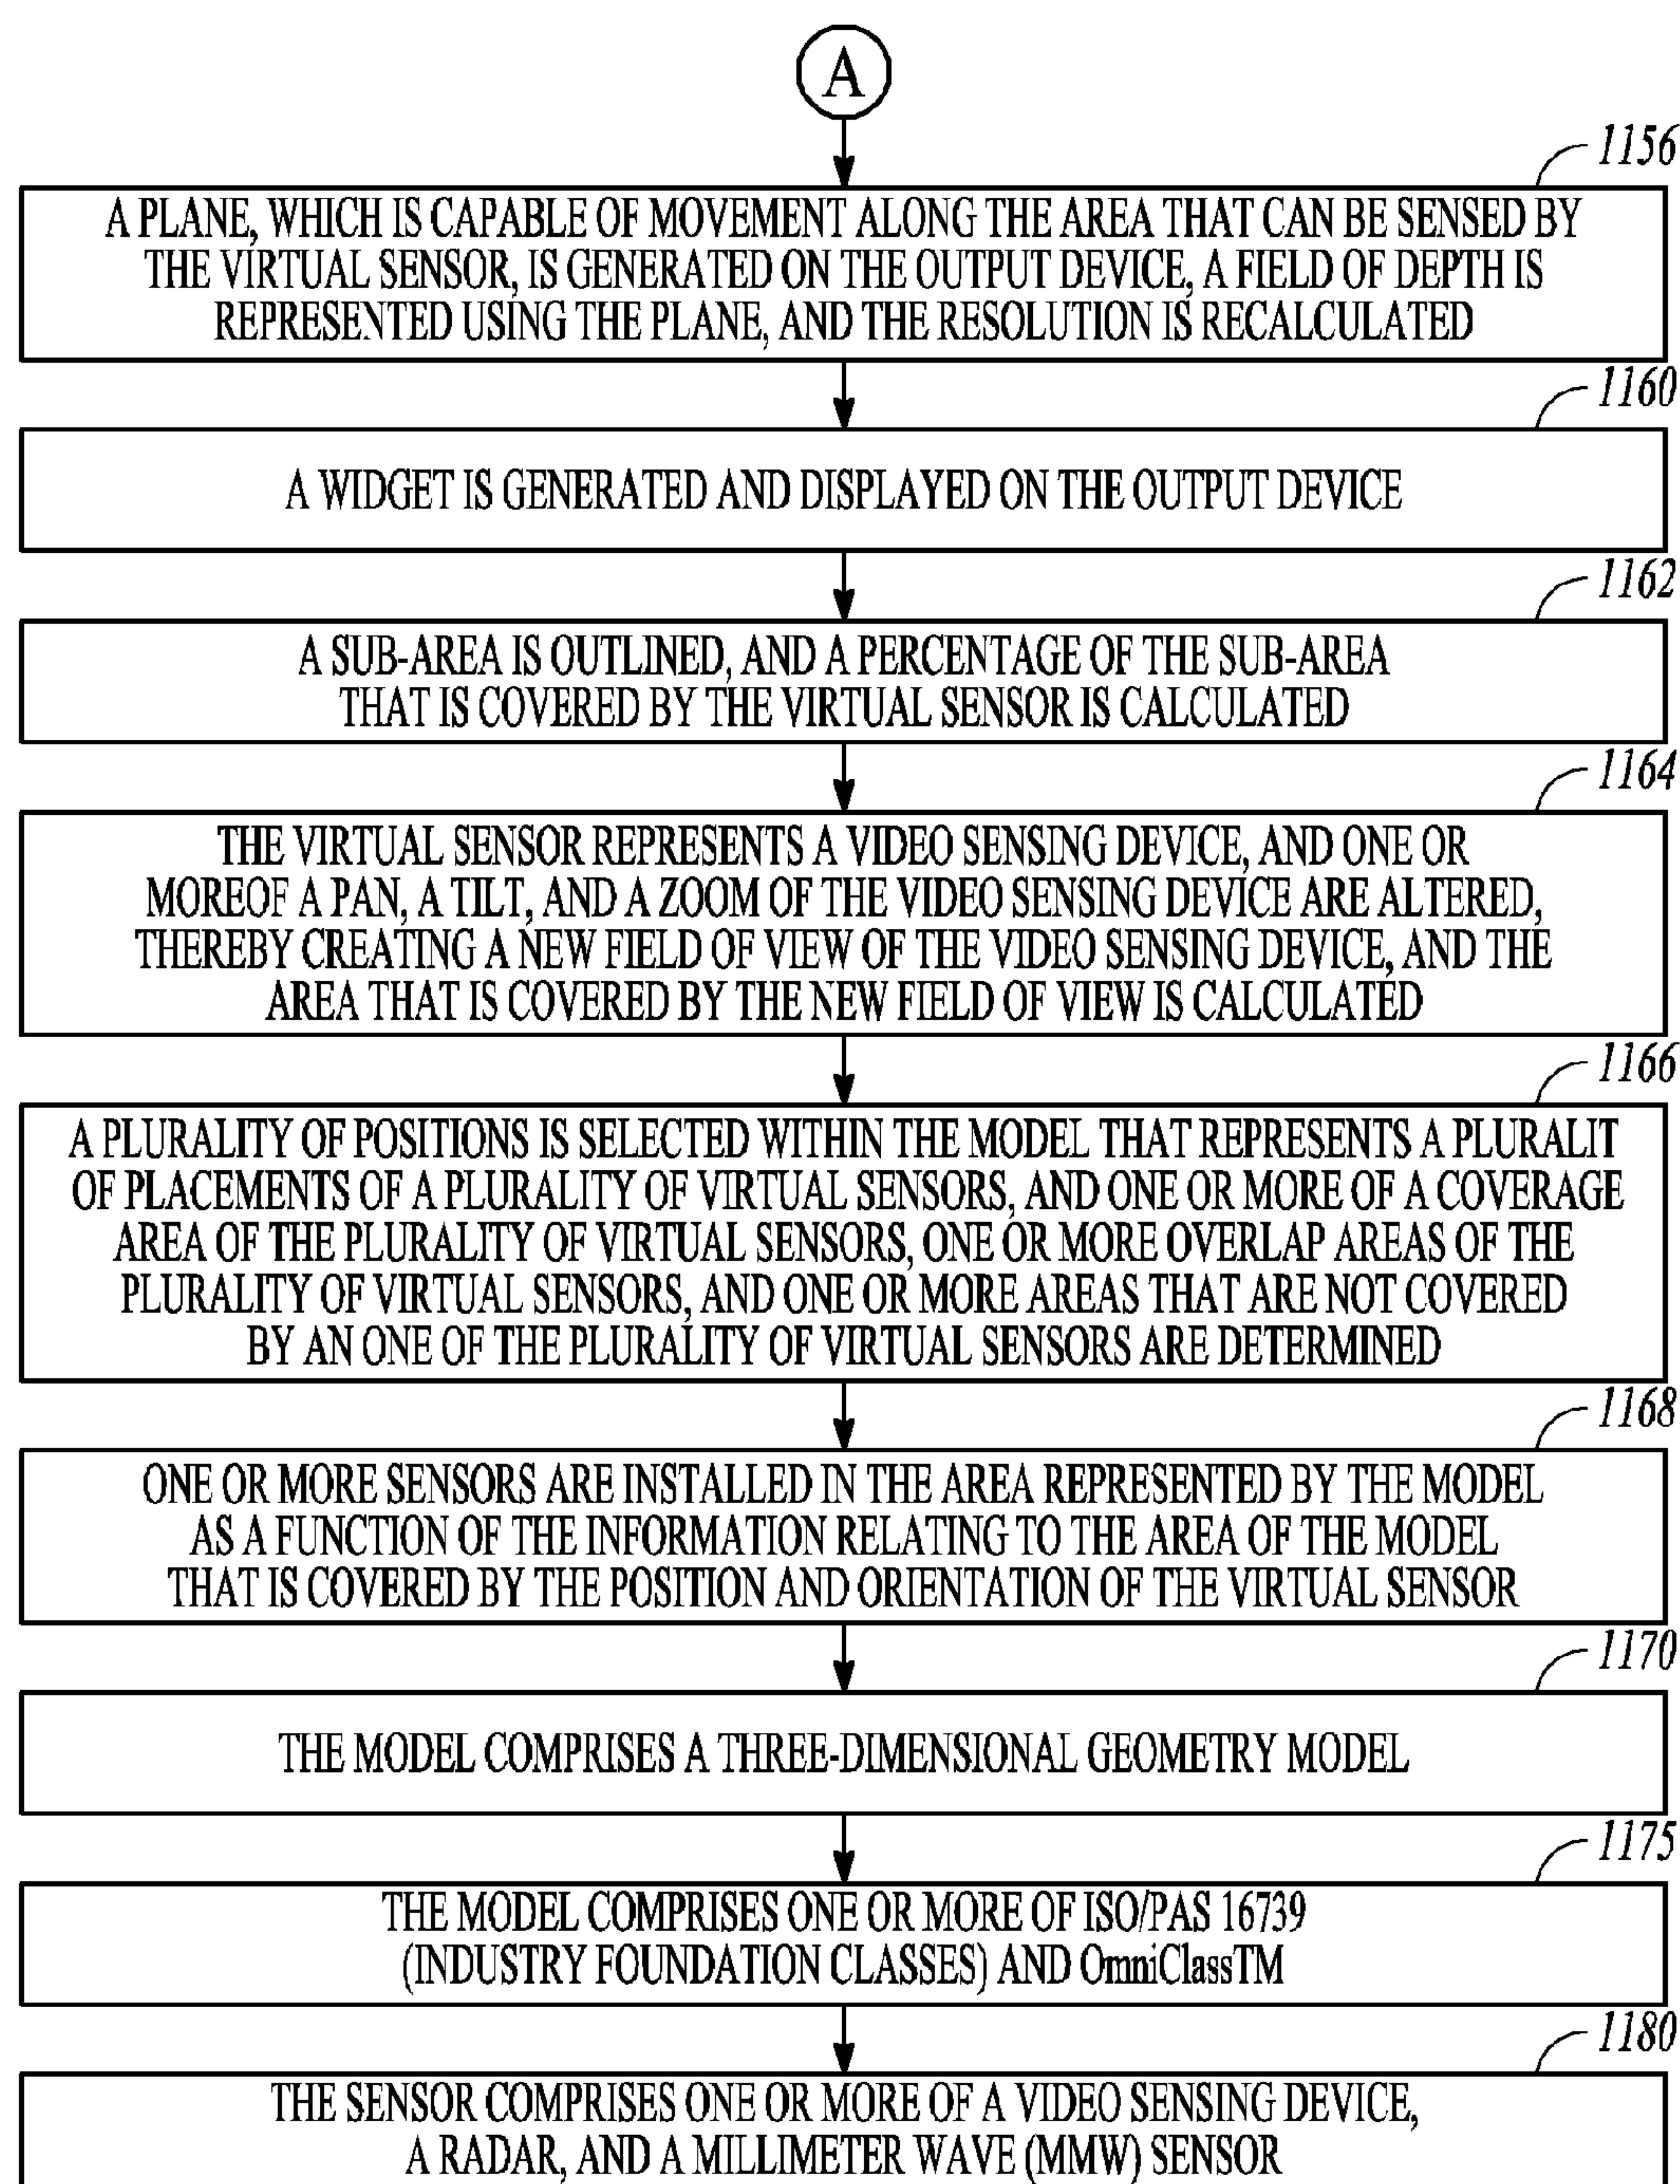 A
1156
A PLANE, WHICH IS CAPABLE OF MOVEMENT ALONG THE AREA THAT CAN BE SENSED BY
THE VIRTUAL SENSOR, IS GENERATED ON THE OUTPUT DEVICE, A FIELD OF DEPTH IS
REPRESENTED USING THE PLANE, AND THE RESOLUTION IS RECALCULATED
1160
A WIDGET IS GENERATED AND DISPLAYED ON THE OUTPUT DEVICE
1162
A SUB-AREA IS OUTLINED, AND A PERCENTAGE OF THE SUB-AREA
THAT IS COVERED BY THE VIRTUAL SENSOR IS CALCULATED
1164
THE VIRTUAL SENSOR REPRESENTS A VIDEO SENSING DEVICE, AND ONE OR
MOREOF A PAN, A TILT, AND A ZOOM OF THE VIDEO SENSING DEVICE ARE ALTERED,
THEREBY CREATING A NEW FIELD OF VIEW OF THE VIDEO SENSING DEVICE, AND THE
AREA THAT IS COVERED BY THE NEW FIELD OF VIEW IS CALCULATED
1166
A PLURALITY OF POSITIONS IS SELECTED WITHIN THE MODEL THAT REPRESENTS A PLURALIT
OF PLACEMENTS OF A PLURALITY OF VIRTUAL SENSORS, AND ONE OR MORE OF A COVERAGE
AREA OF THE PLURALITY OF VIRTUAL SENSORS, ONE OR MORE OVERLAP AREAS OF THE
PLURALITY OF VIRTUAL SENSORS, AND ONE OR MORE AREAS THAT ARE NOT COVERED
BY AN ONE OF THE PLURALITY OF VIRTUAL SENSORS ARE DETERMINED
1168
ONE OR MORE SENSORS ARE INSTALLED IN THE AREA REPRESENTED BY THE MODEL
AS A FUNCTION OF THE INFORMATION RELATING TO THE AREA OF THE MODEL
THAT IS COVERED BY THE POSITION AND ORIENTATION OF THE VIRTUAL SENSOR
1170
THE MODEL COMPRISES A THREE-DIMENSIONAL GEOMETRY MODEL
1175
THE MODEL COMPRISES ONE OR MORE OF ISO/PAS 16739
(INDUSTRY FOUNDATION CLASSES) AND OmniClassTM
1180
THE SENSOR COMPRISES ONE OR MORE OF A VIDEO SENSING DEVICE,
A RADAR, AND A MILLIMETER WAVE (MMW) SENSOR